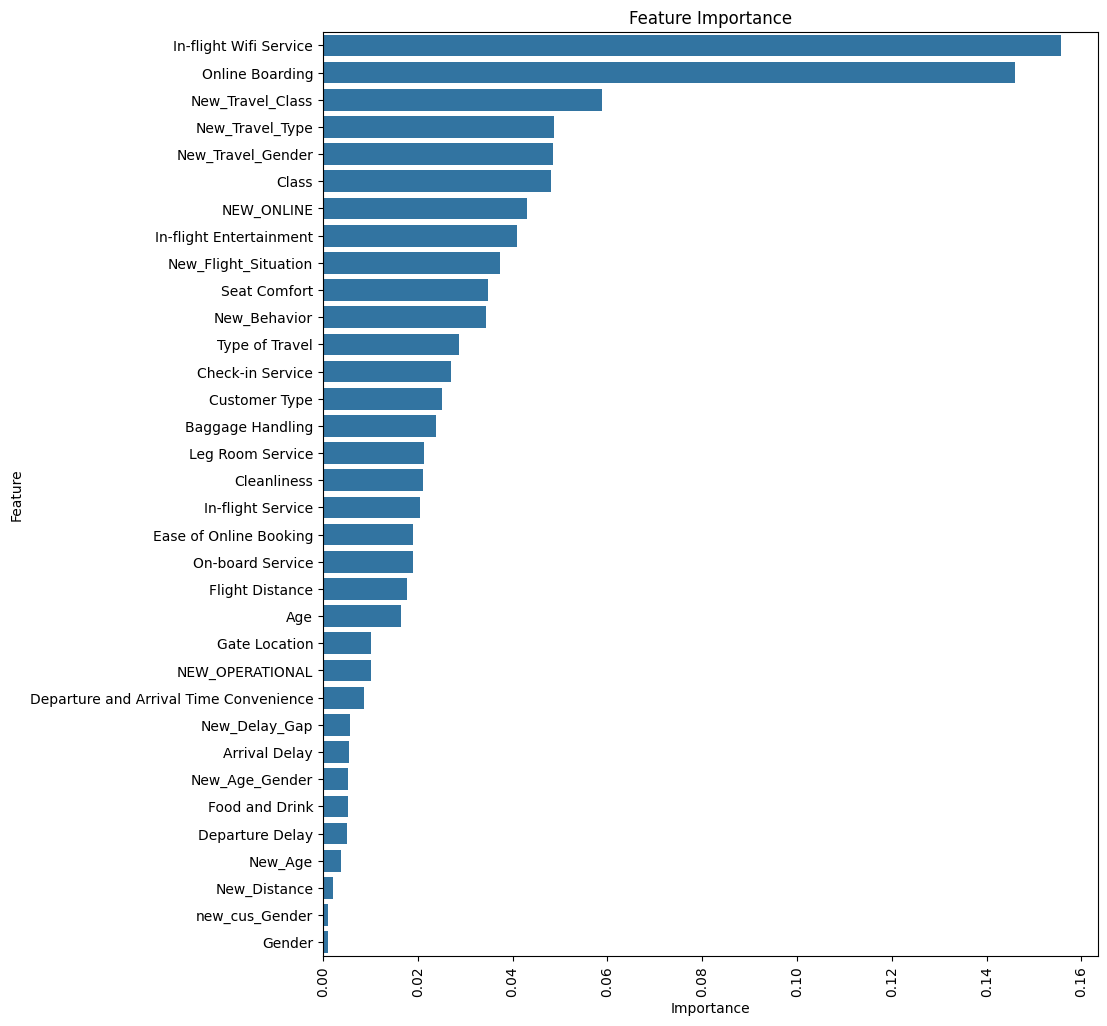 Feature Importance
In-flight Wifi Service
Online Boarding
New_Travel_Class
New_Travel_Type
New_Travel_Gender
Class
NEW_ONLINE
In-flight Entertainment
New_Flight_Situation
Seat Comfort
New_Behavior
Type of Travel
Check-in Service
Customer Type
Baggage Handling
Leg Room Service
Cleanliness
In-flight Service
Ease of Online Booking
On-board Service
Flight Distance
Age
Gate Location
NEW_OPERATIONAL
Departure and Arrival Time Convenience
New_Delay_Gap
Arrival Delay
New_Age_Gender
Food and Drink
Departure Delay
New_Age
New_Distance
new_cus_Gender
Gender
Feature
0.00
0.02
0.04
0.06
0.08
0.10
0.12
0.14
0.16
Importance